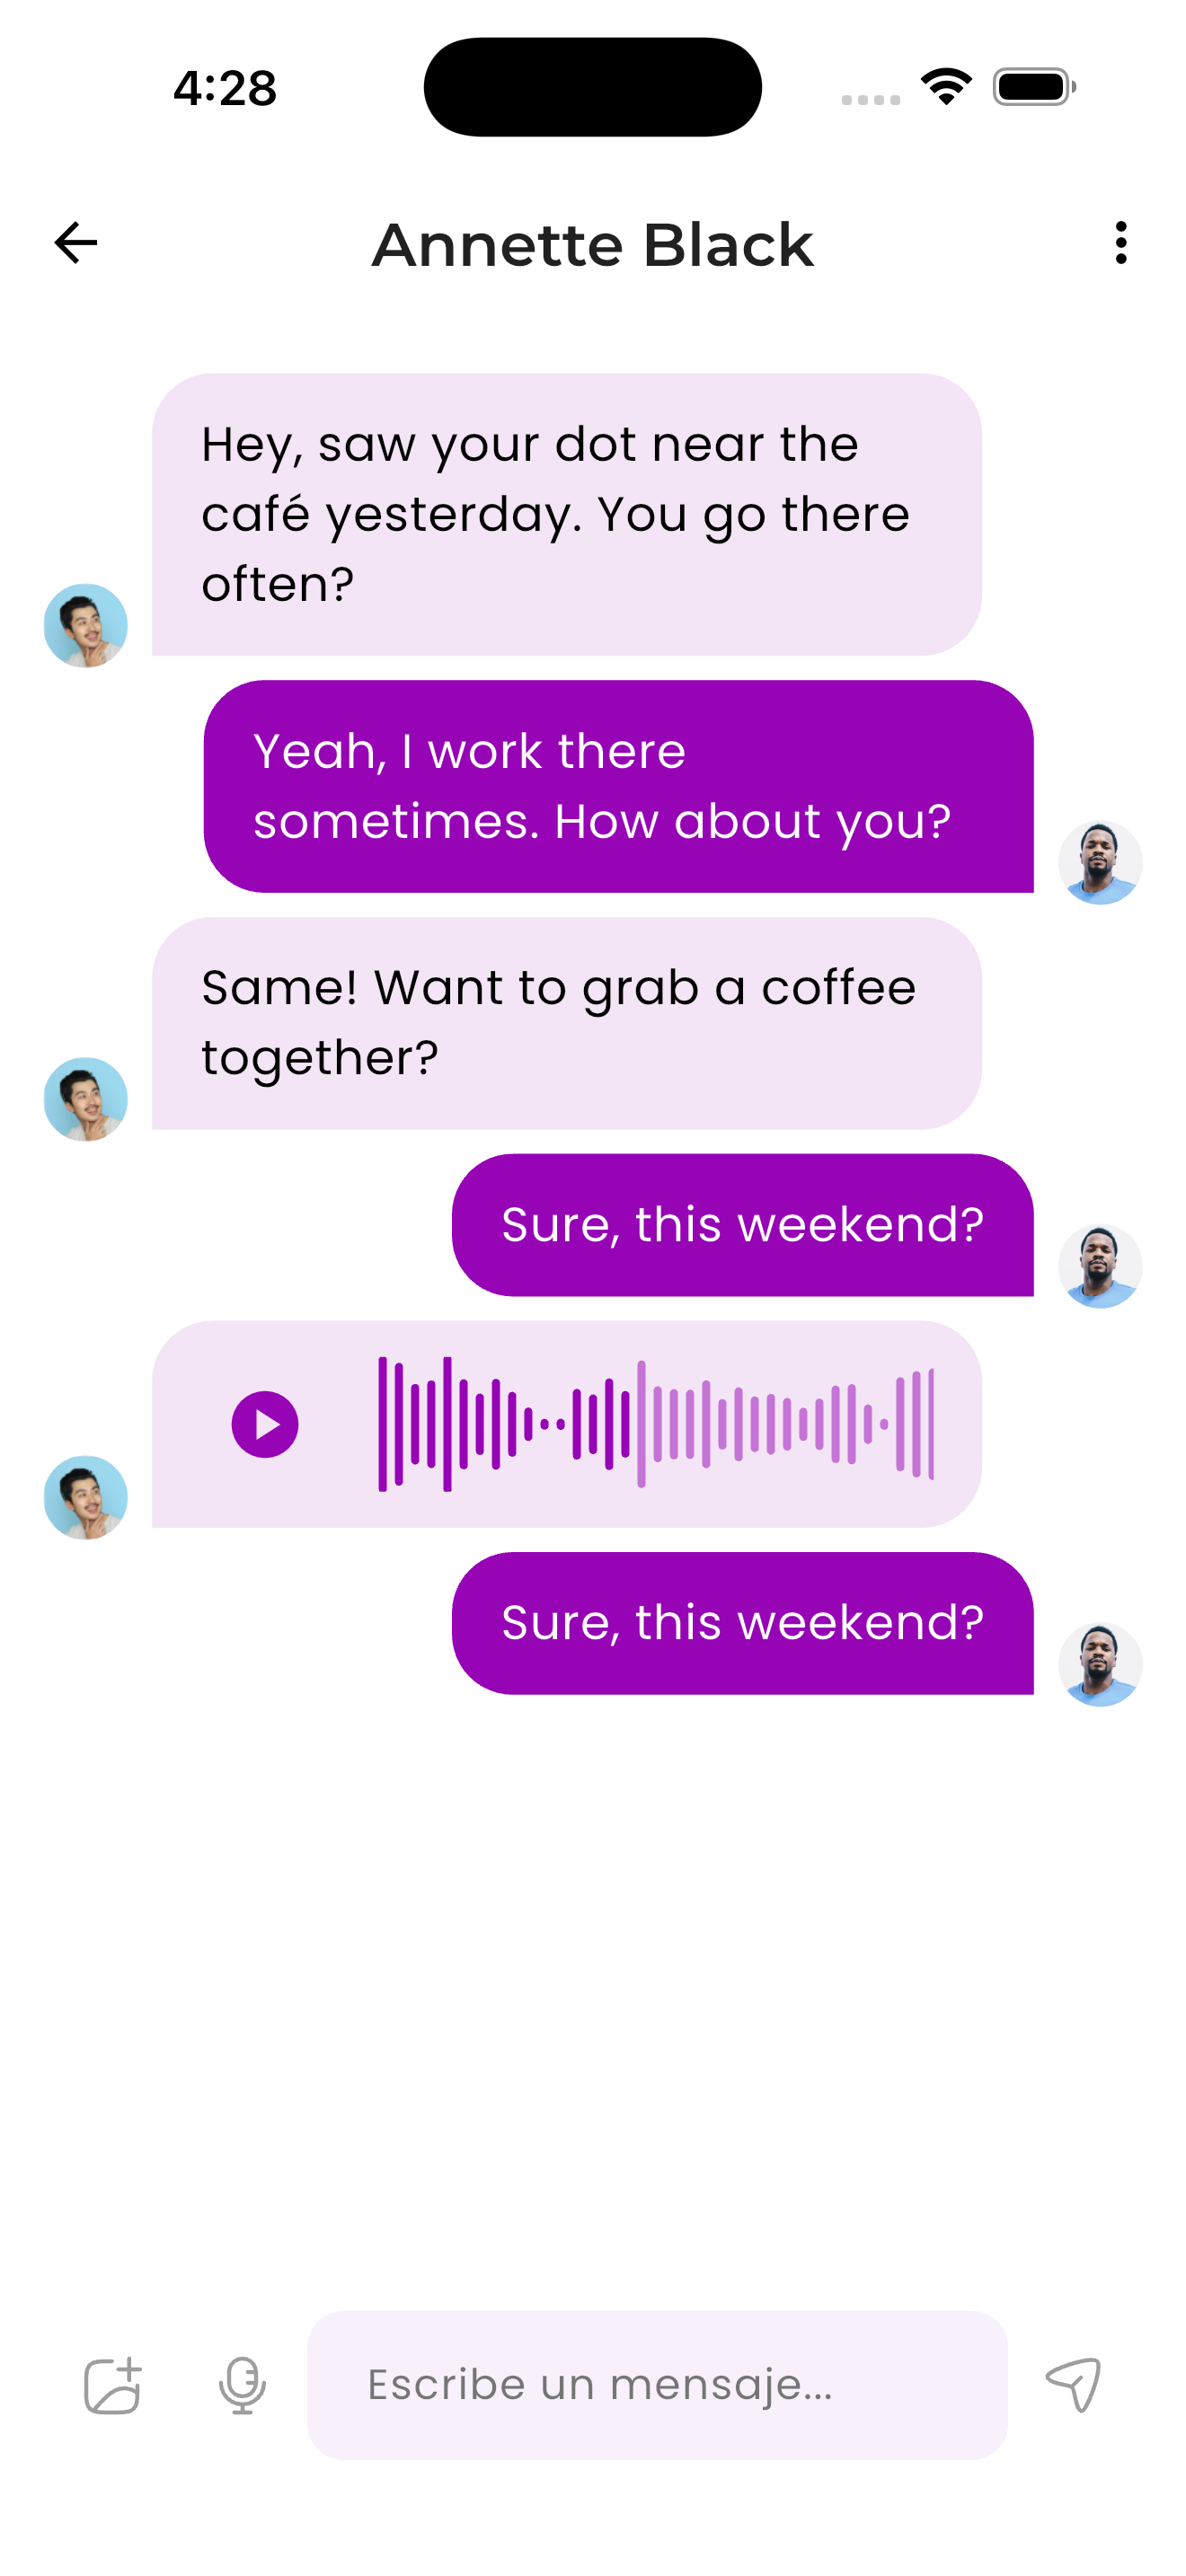 4:28
Annette Black
Hey, saw your dot near the
café yesterday. You go there
often?
Yeah, I work there
sometimes. How about you?
Same! Want to grab a coffee
together?
Sure, this weekend?
Sure, this weekend?
Escribe un mensaje...